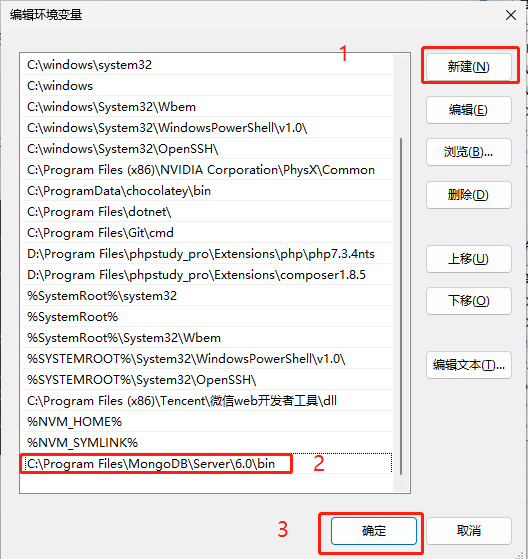 编辑环境变量
1
C:\windows\system32
新建(N)
C:\windows
C:\windows\System32\Wbem
编辑(E)
C:\windows\System32\WindowsPowerShell\v1.0\
C:\windows\System32\OpenSSH\
浏览(B)...
C:\Program Files (x86)\NVIDIA Corporation\PhysX\Common
C:\ProgramData\chocolatey\bin
删除(D)
C:\Program Files\dotnet\
C:\Program Files\Git\cmd
D:\Program Files\phpstudy_pro\Extensions\php\php7.3.4nts
上移(U)
D:\Program Files\phpstudy_pro\Extensions\composer1.8.5
%SystemRoot%\system32
下移(O)
%SystemRoot%
%SystemRoot%\System32\Wbem
%SYSTEMROOT%\System32\WindowsPowerShell\v1.0\
编辑文本(T)...
%SYSTEMROOT%\System32\OpenSSH\
C:\Program Files (x86)\Tencent\微信web开发者工具\dll
%NVM_HOME%
%NVM_SYMLINK%
C:\Program Files\MongoDB\Server\6.0\bin
2
3
确定
取消